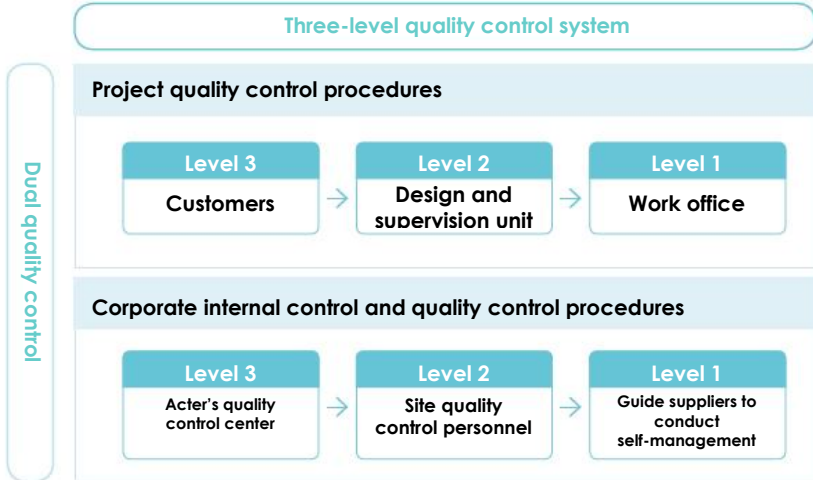 Three-level quality control system
Dual quality control
Project quality control procedures
Level 3
Customers
Level 2
Design and
supervision unit
Level 1
Work office
Corporate internal control and quality control procedures
Level 3
Acter's quality
control center
Level 2
Site quality
control personnel
Level 1
Guide suppliers to
conduct
self-management